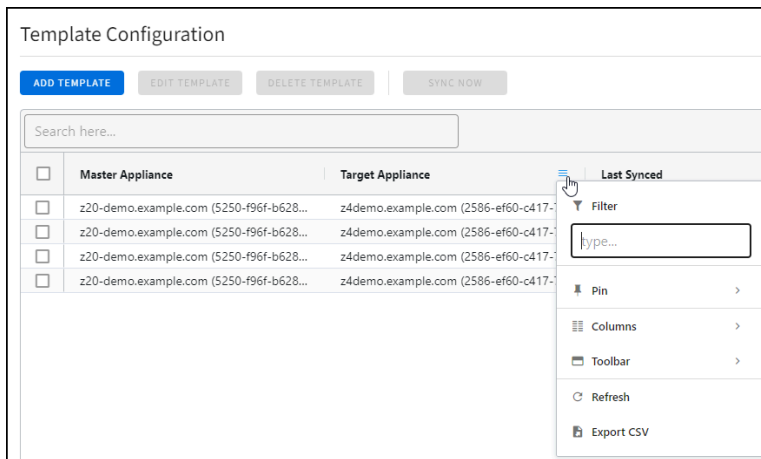 Template Configuration
ADD TEMPLATE EDIT TEMPLATE DELETE TEMPLATE SYNC NOW
Search here...
Master Appliance Target Appliance Last Synced
z20-demo.example.com (5250-f96f-b628... z4demo.example.com (2586-ef60-c417-
z20-demo.example.com (5250-f96f-b628... z4demo.example.com (2586-ef60-c417-
z20-demo.example.com (5250-f96f-b628... z4demo.example.com (2586-ef60-c417-
z20-demo.example.com (5250-f96f-b628... z4demo.example.com (2586-ef60-c417-
Filter
type...
Pin
Columns
Toolbar
Refresh
Export CSV